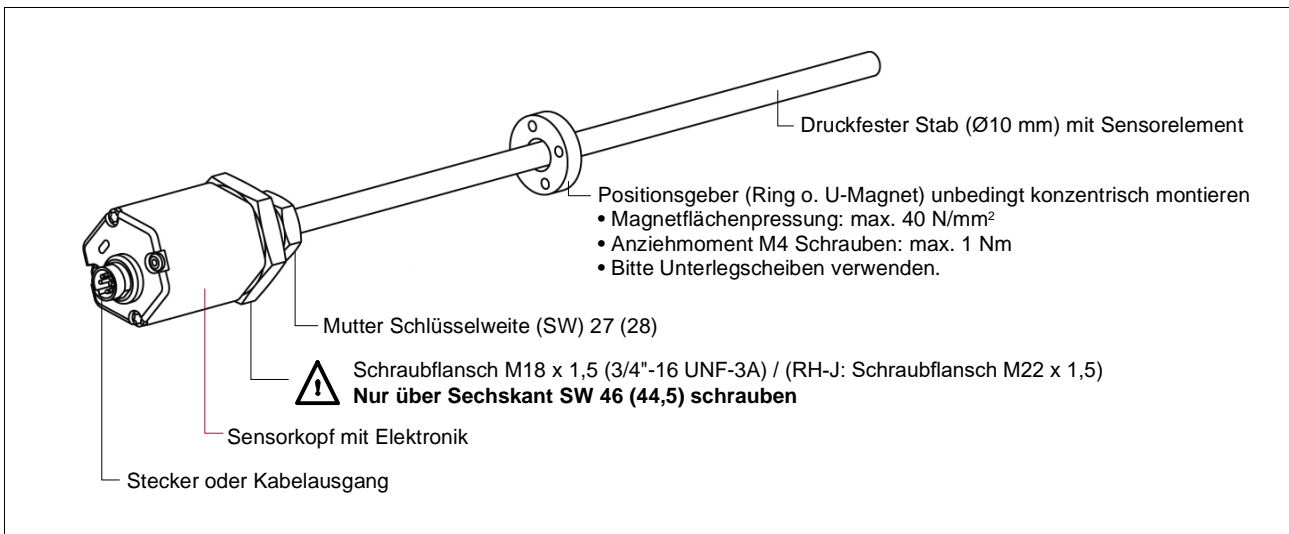 Druckfester Stab (Ø10 mm) mit Sensorelement
Positionsgeber (Ring o. U-Magnet) unbedingt konzentrisch montieren
• Magnetflächenpressung: max. 40 N/mm²
• Anziehmoment M4 Schrauben: max. 1 Nm
• Bitte Unterlegscheiben verwenden.
Mutter Schlüsselweite (SW) 27 (28)
Schraubflansch M18 x 1,5 (3/4"-16 UNF-3A) / (RH-J: Schraubflansch M22 x 1,5)
Nur über Sechskant SW 46 (44,5) schrauben
Sensorkopf mit Elektronik
Stecker oder Kabelausgang